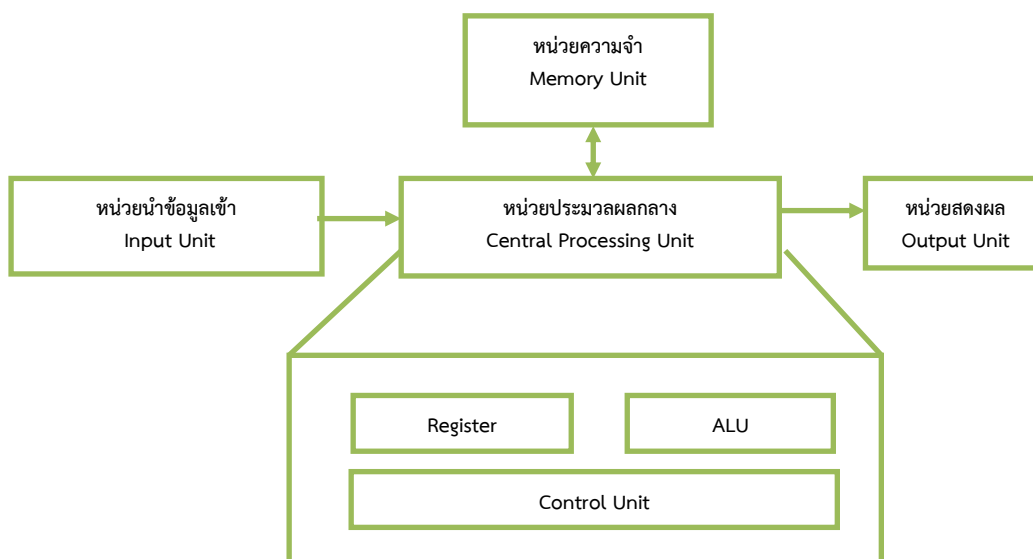 หน่วยความจำ
Memory Unit
หน่วยนำข้อมูลเข้า
Input Unit
หน่วยประมวลผลกลาง
Central Processing Unit
หน่วยสดงผล
Output Unit
Register
ALU
Control Unit